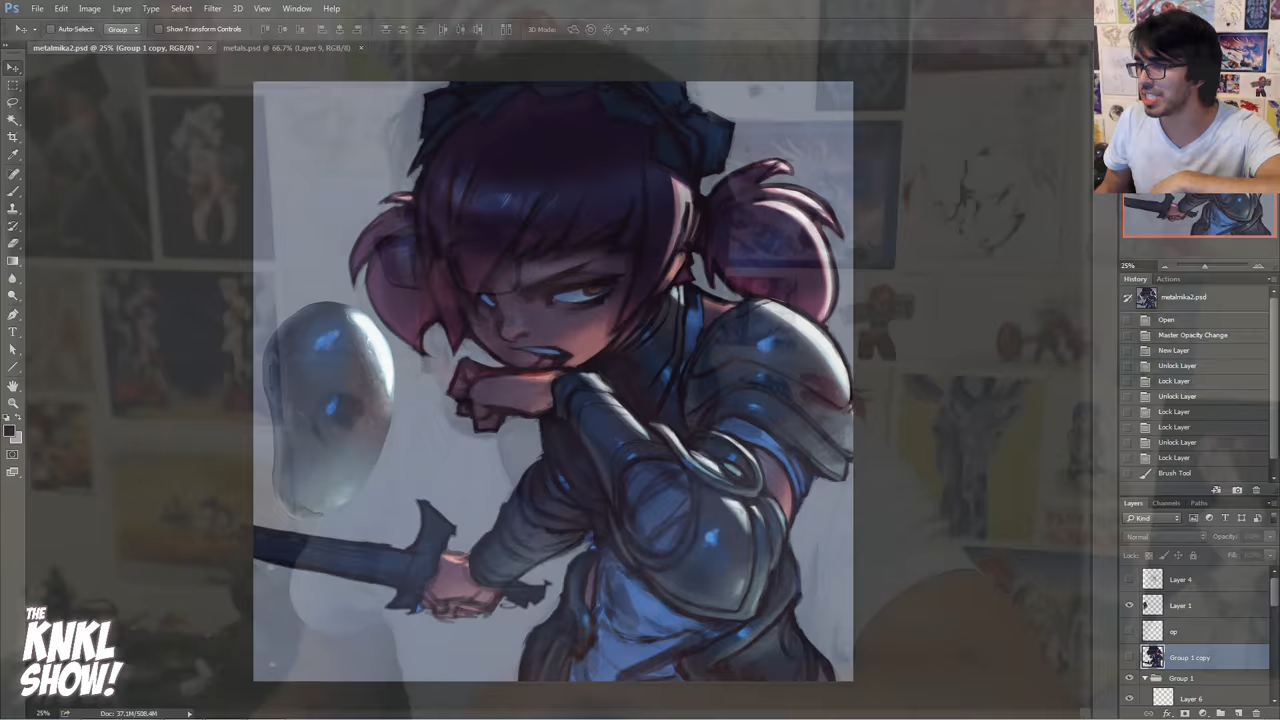 Ps File Edit Image Layer Type Select Filter 3D View Window Help
Auto-Select: Group Show Transform Controls 3D Mode:
metalmika2.psd @ 25% (Group 1 copy, RGB/8) * × metals.psd @ 66.7% (Layer 9, RGB/8) ×
25%
History Actions
metalmika2.psd
Open
Master Opacity Change
New Layer
Unlock Layer
Lock Layer
Unlock Layer
Lock Layer
Lock Layer
Unlock Layer
Lock Layer
Brush Tool
Layers Channels Paths
Kind
Normal Opacity:
Lock: Fill:
Layer 4
Layer 1
op
Group 1 copy
Group 1
Layer 6
THE
KNKL
SHOW!
25% Doc: 37.1M/508.4M